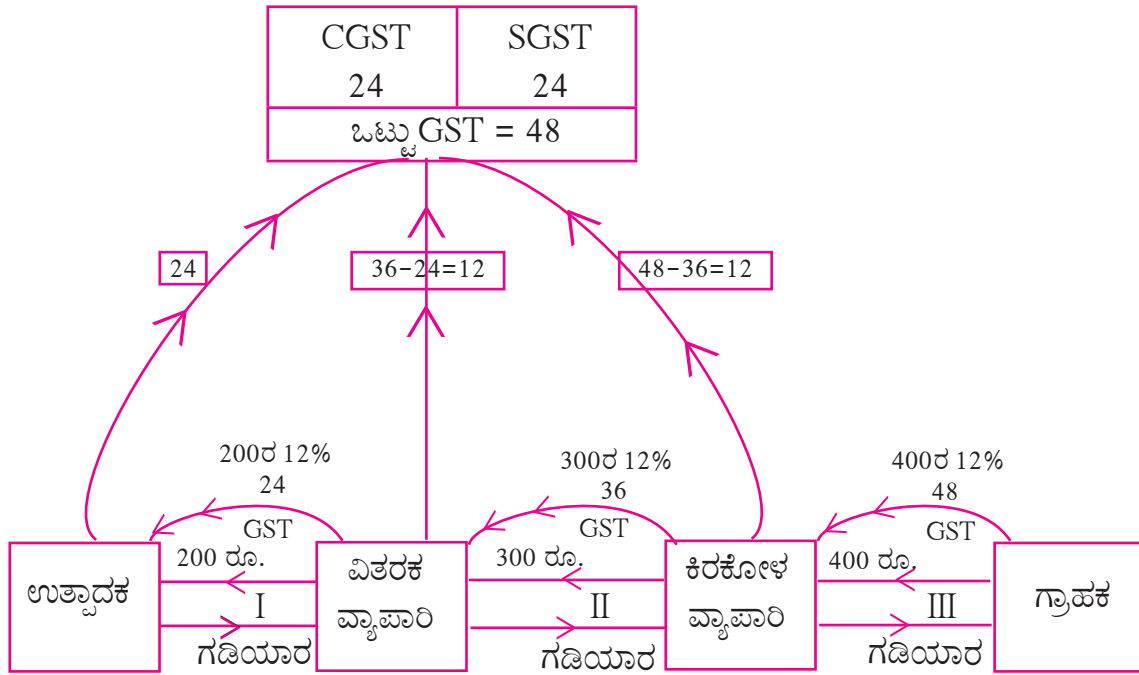 CGST SGST
24 24
ಒಟ್ಟು GST = 48
24 36-24=12 48-36=12
200ರ 12% 300ರ 12% 400ರ 12%
24 36 48
GST GST GST
200 ರೂ. 300 ರೂ. 400 ರೂ.
ಉತ್ಪಾದಕ ವಿತರಕ ವ್ಯಾಪಾರಿ ಕಿರಕೋಳ ವ್ಯಾಪಾರಿ ಗ್ರಾಹಕ
I II III
ಗಡಿಯಾರ ಗಡಿಯಾರ ಗಡಿಯಾರ